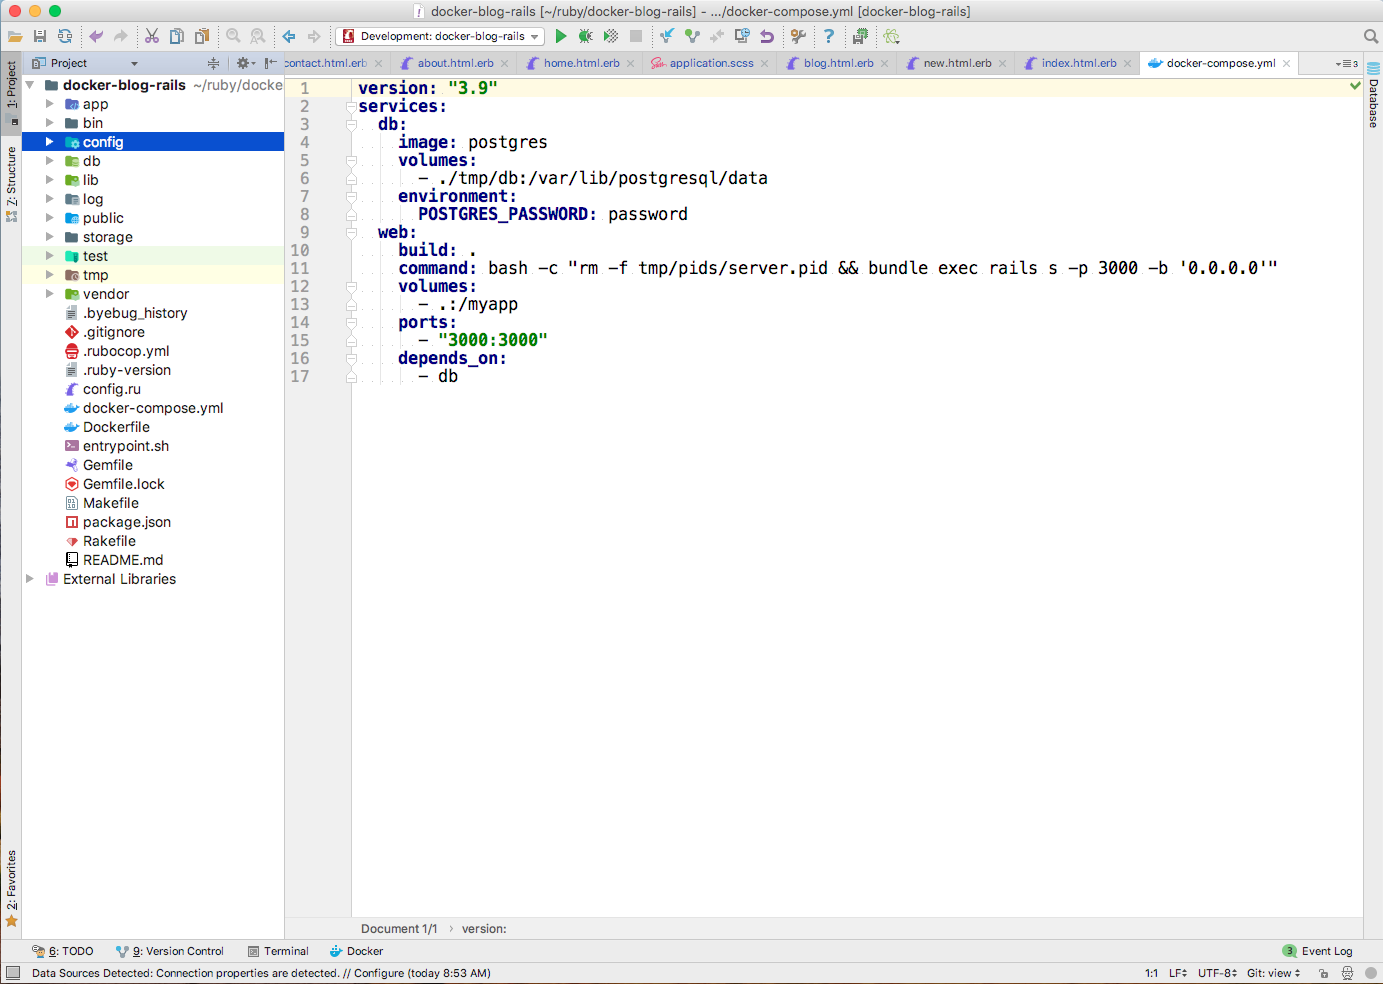 docker-blog-rails [~/ruby/docker-blog-rails] - .../docker-compose.yml [docker-blog-rails]
Development: docker-blog-rails
Project
contact.html.erb
about.html.erb
home.html.erb
application.scss
blog.html.erb
new.html.erb
index.html.erb
docker-compose.yml
3
1: Project
Z: Structure
2: Favorites
Database
docker-blog-rails ~/ruby/docke
app
bin
config
db
lib
log
public
storage
test
tmp
vendor
.byebug_history
.gitignore
.rubocop.yml
.ruby-version
config.ru
docker-compose.yml
Dockerfile
entrypoint.sh
Gemfile
Gemfile.lock
Makefile
package.json
Rakefile
README.md
External Libraries
1 version: "3.9"
2 services:
3 db:
4 image: postgres
5 volumes:
6 - ./tmp/db:/var/lib/postgresql/data
7 environment:
8 POSTGRES_PASSWORD: password
9 web:
10 build: .
11 command: bash -c "rm -f tmp/pids/server.pid && bundle exec rails s -p 3000 -b '0.0.0.0'"
12 volumes:
13 - .:/myapp
14 ports:
15 - "3000:3000"
16 depends_on:
17 - db
Document 1/1 › version:
6: TODO
9: Version Control
Terminal
Docker
3 Event Log
Data Sources Detected: Connection properties are detected. // Configure (today 8:53 AM)
1:1 LF UTF-8 Git: view